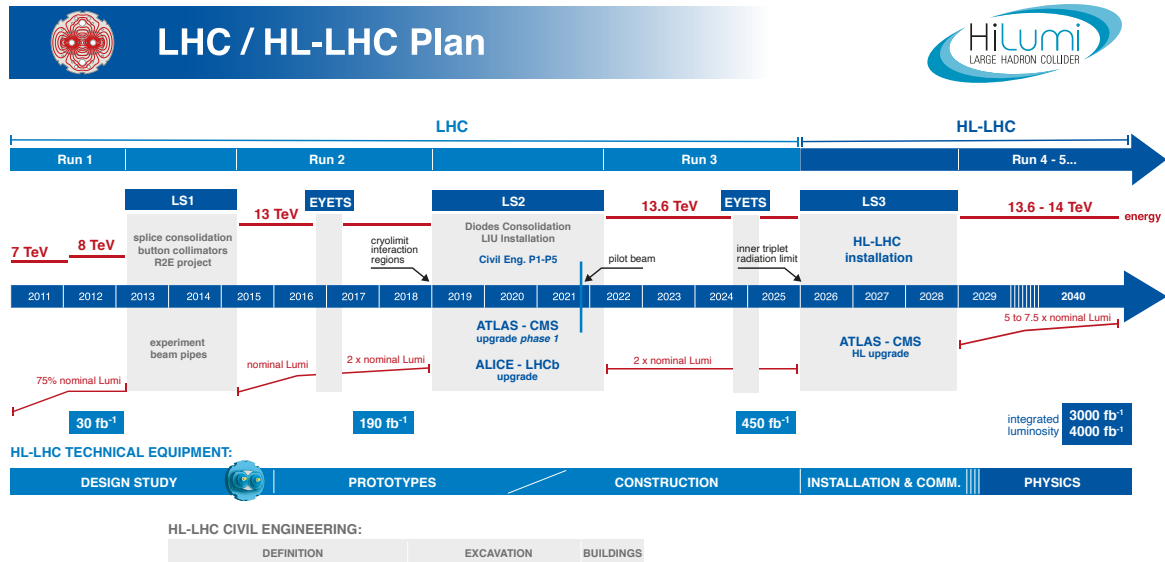 LHC / HL-LHC Plan
HiLumi
LARGE HADRON COLLIDER
LHC
HL-LHC
Run 1
Run 2
Run 3
Run 4 - 5...
LS1
EYETS
LS2
EYETS
LS3
13 TeV
13.6 TeV
13.6 - 14 TeV
energy
7 TeV
8 TeV
splice consolidation
button collimators
R2E project
cryolimit
interaction
regions
Diodes Consolidation
LIU Installation
Civil Eng. P1-P5
pilot beam
inner triplet
radiation limit
HL-LHC
installation
2011 2012 2013 2014 2015 2016 2017 2018 2019 2020 2021 2022 2023 2024 2025 2026 2027 2028 2029 2040
experiment
beam pipes
ATLAS - CMS
upgrade phase 1
ALICE - LHCb
upgrade
ATLAS - CMS
HL upgrade
5 to 7.5 x nominal Lumi
75% nominal Lumi
nominal Lumi
2 x nominal Lumi
2 x nominal Lumi
30 fb-1
190 fb-1
450 fb-1
integrated
luminosity
3000 fb-1
4000 fb-1
HL-LHC TECHNICAL EQUIPMENT:
DESIGN STUDY
PROTOTYPES
CONSTRUCTION
INSTALLATION & COMM.
PHYSICS
HL-LHC CIVIL ENGINEERING:
DEFINITION
EXCAVATION
BUILDINGS